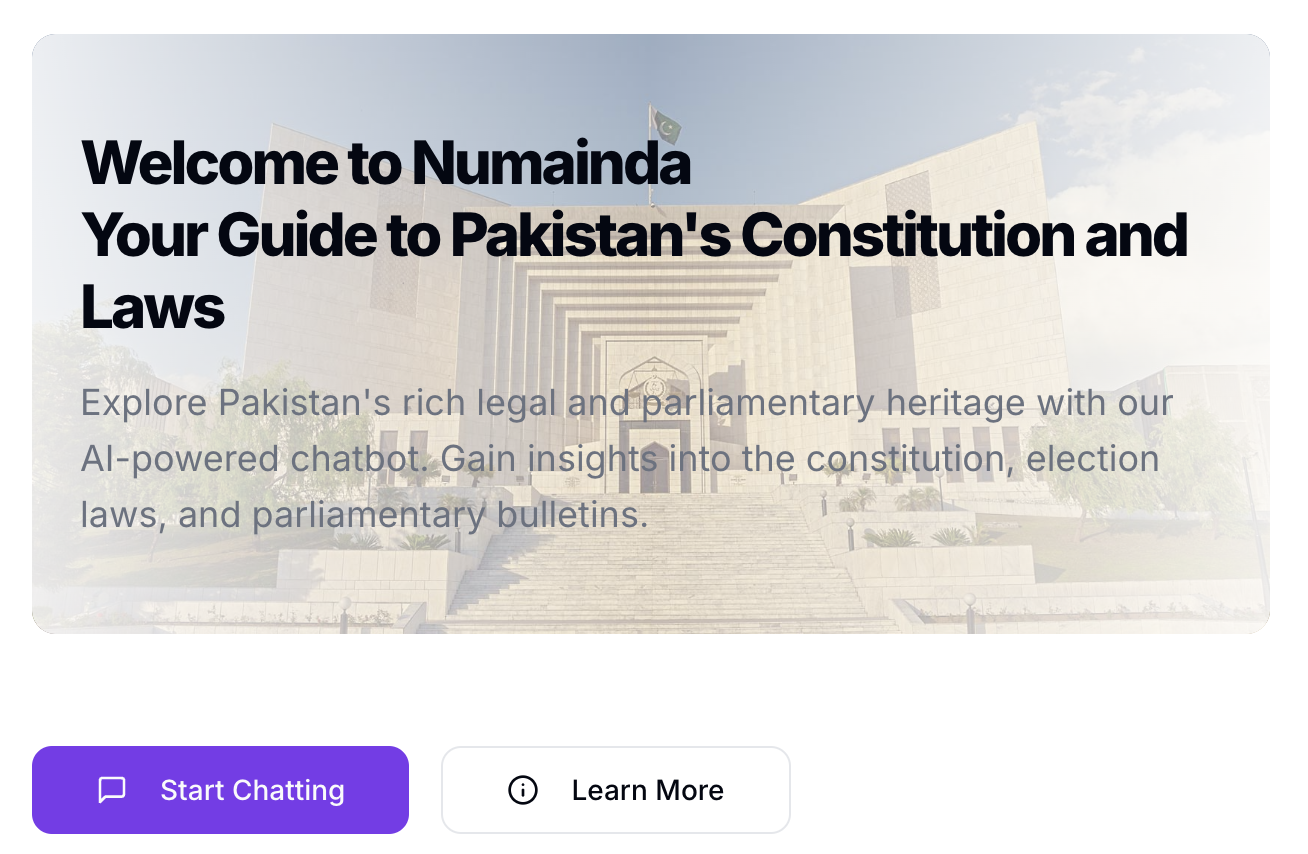 Welcome to Numainda
Your Guide to Pakistan's Constitution and
Laws
Explore Pakistan's rich legal and parliamentary heritage with our
AI-powered chatbot. Gain insights into the constitution, election
laws, and parliamentary bulletins.
Start Chatting
Learn More